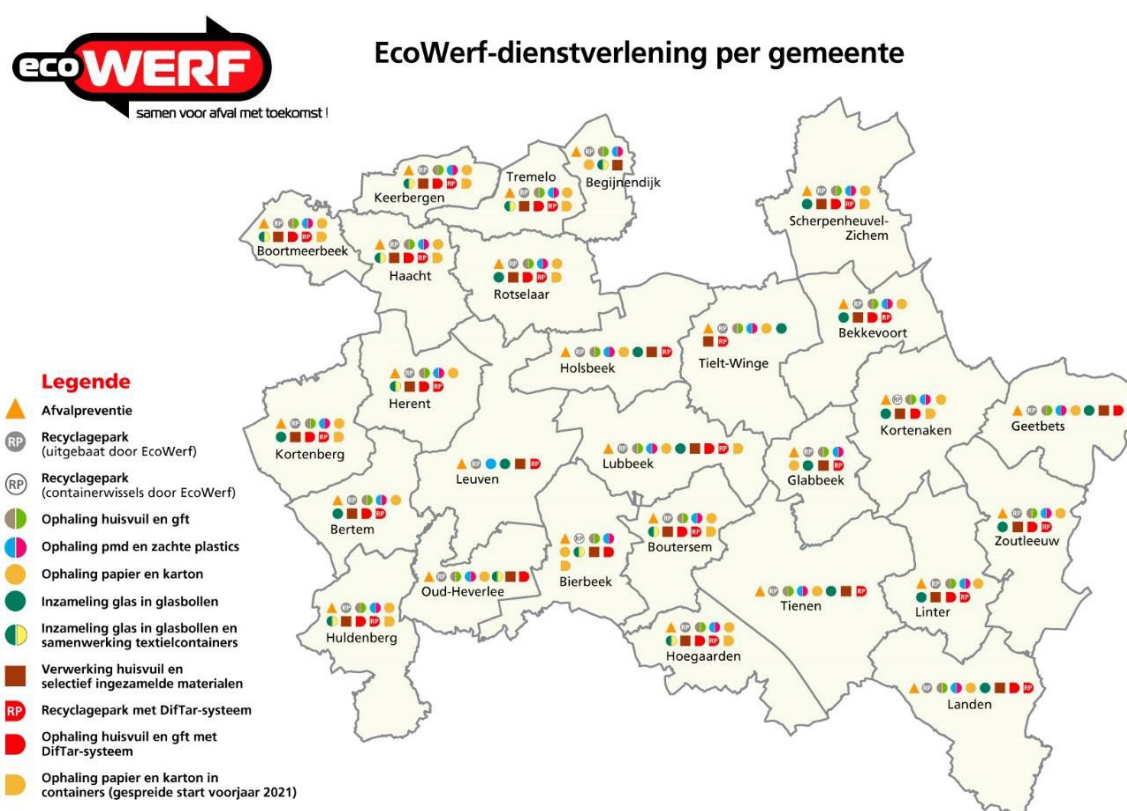 eco WERF
samen voor afval met toekomst !
EcoWerf-dienstverlening per gemeente
Keerbergen
Tremelo
Begijnendijk
Scherpenheuvel-
Zichem
Boortmeerbeek
Haacht
Rotselaar
Bekkevoort
Tielt-Winge
Holsbeek
Herent
Kortenaken
Geetbets
Kortenberg
Leuven
Lubbeek
Glabbeek
Bertem
Boutersem
Zoutleeuw
Bierbeek
Oud-Heverlee
Tienen
Linter
Huldenberg
Hoegaarden
Landen
Legende
Afvalpreventie
RP Recyclagepark
(uitgebaat door EcoWerf)
RP Recyclagepark
(containerwissels door EcoWerf)
Ophaling huisvuil en gft
Ophaling pmd en zachte plastics
Ophaling papier en karton
Inzameling glas in glasbollen
Inzameling glas in glasbollen en
samenwerking textielcontainers
Verwerking huisvuil en
selectief ingezamelde materialen
RP Recyclagepark met DifTar-systeem
Ophaling huisvuil en gft met
DifTar-systeem
Ophaling papier en karton in
containers (gespreide start voorjaar 2021)